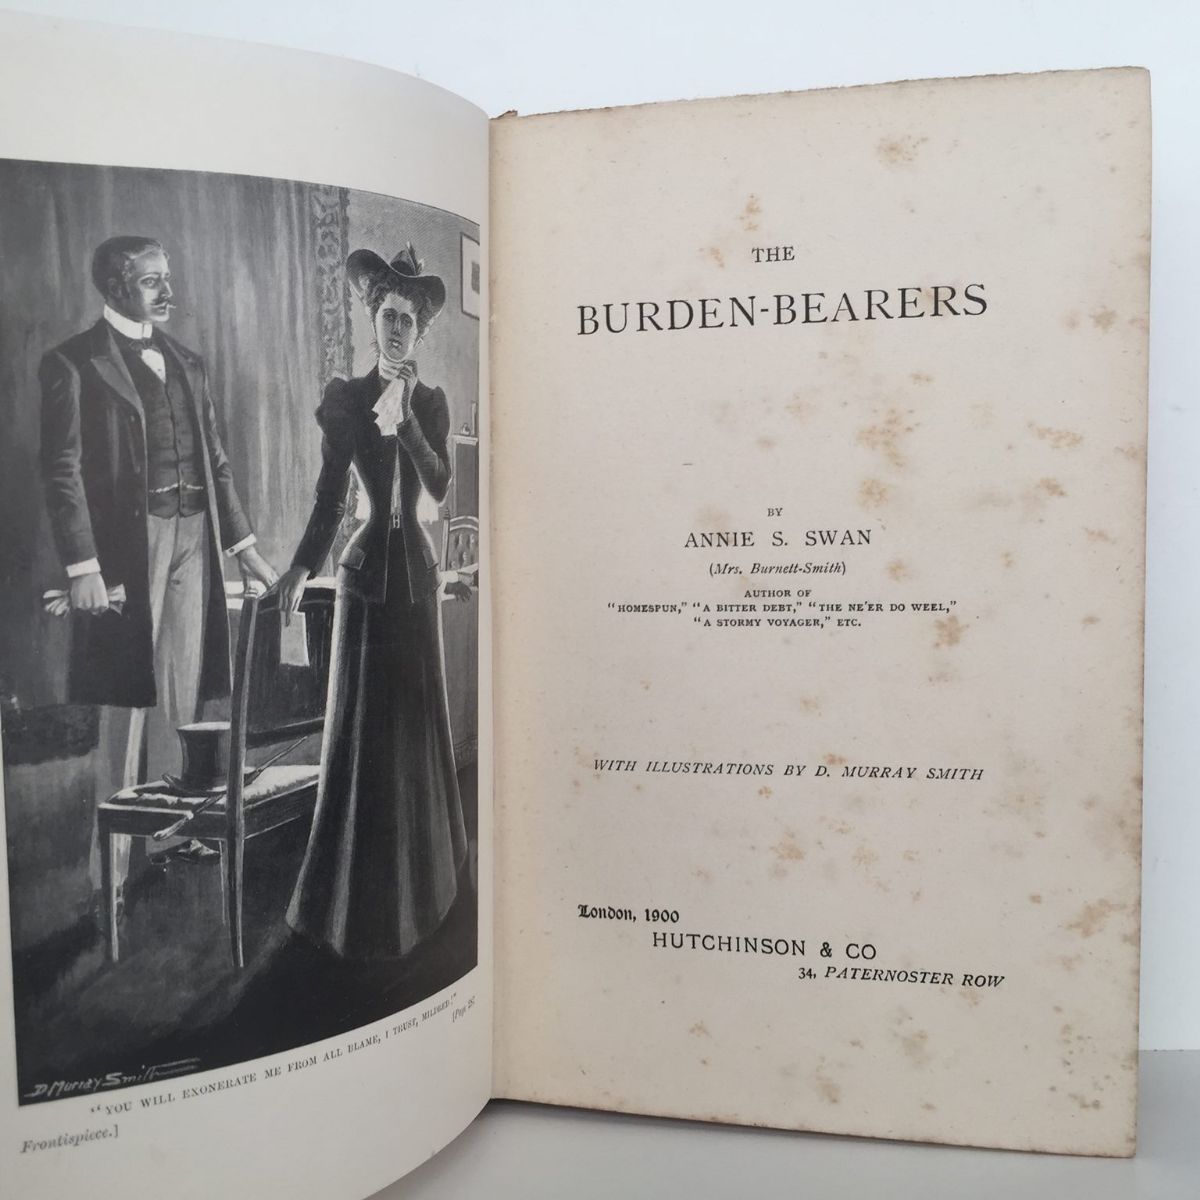 D. Murray Smith
"YOU WILL EXONERATE ME FROM ALL BLAME, I TRUST, MILDRED!"
[Page
Frontispiece.]
THE
BURDEN-BEARERS
BY
ANNIE S. SWAN
(Mrs. Burnett-Smith)
AUTHOR OF
"HOMESPUN," "A BITTER DEBT," "THE NE'ER DO WEEL,"
"A STORMY VOYAGER," ETC.
WITH ILLUSTRATIONS BY D. MURRAY SMITH
London, 1900
HUTCHINSON & CO
34, PATERNOSTER ROW